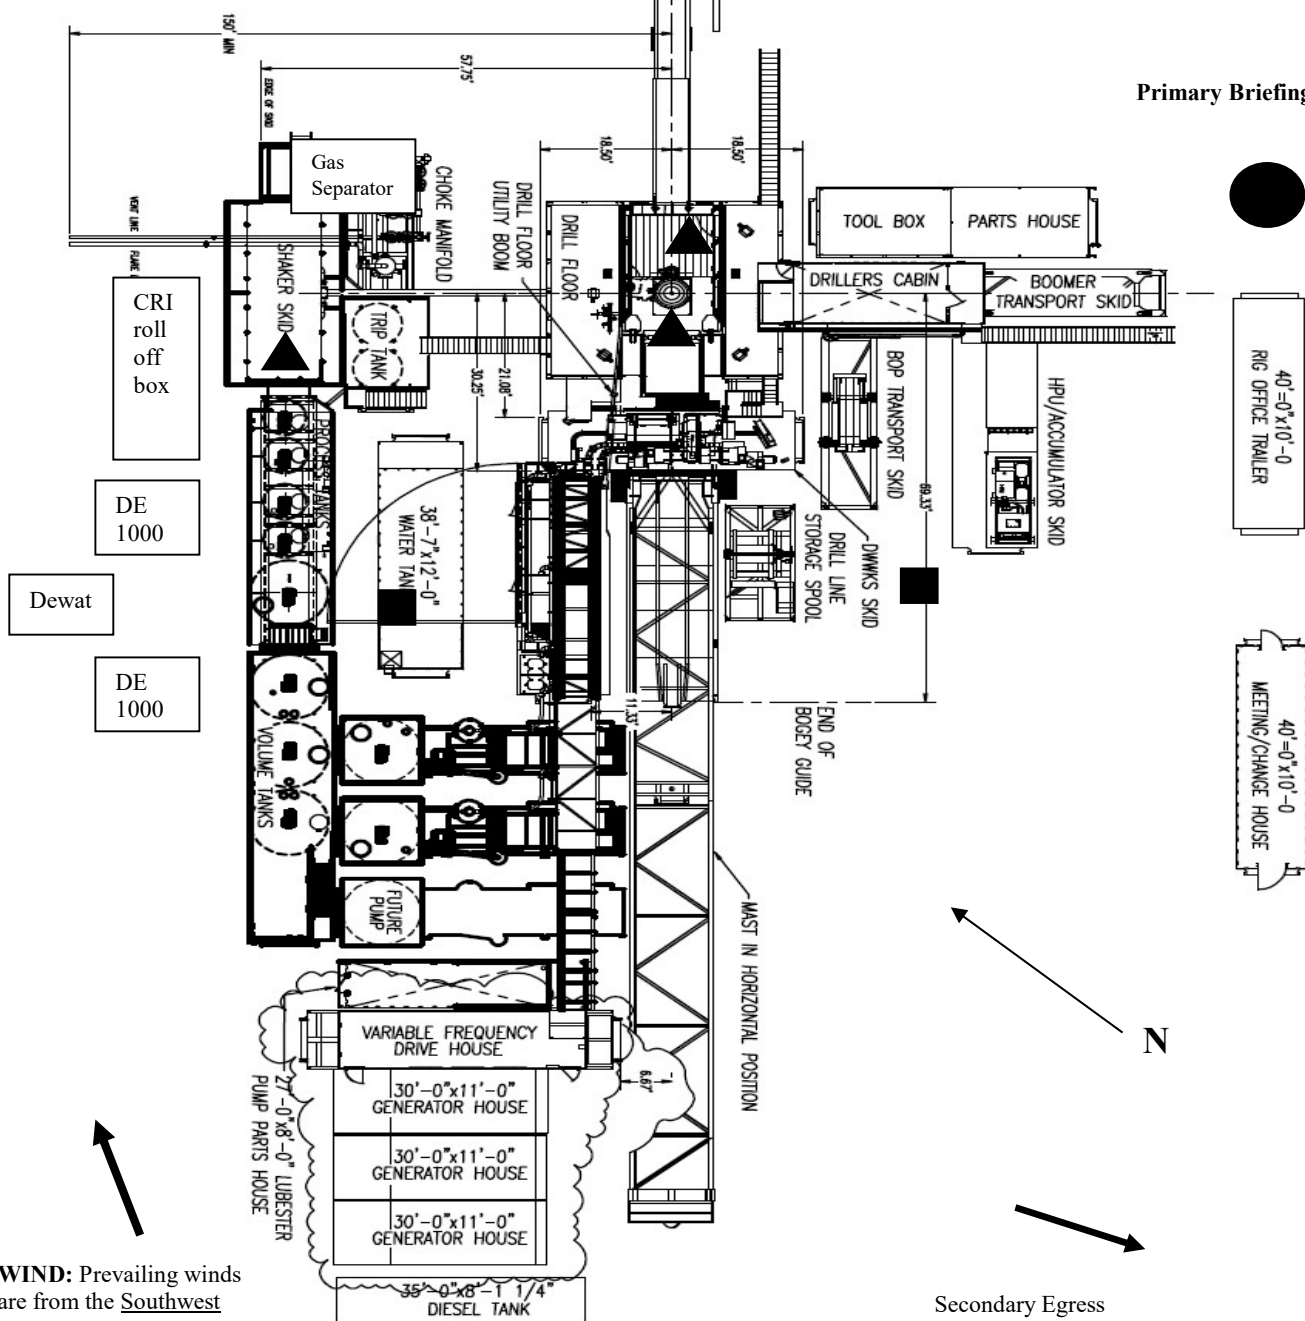 150' MIN
57.75'
EDGE OF SKID
Primary Briefing
18.50'
18.50'
Gas
Separator
CHOKE MANIFOLD
DRILL FLOOR
UTILITY BOOM
DRILL FLOOR
TOOL BOX
PARTS HOUSE
VENT LINE
FLARE
SHAKER SKID
DRILLERS CABIN
BOOMER
TRANSPORT SKID
CRI
roll
off
box
TRIP TANK
30.25'
21.08'
BOP TRANSPORT SKID
HPU/ACCUMULATOR SKID
40'=0"x10'-0
RIG OFFICE TRAILER
PROCESS TANKS
DE
1000
38'-7"x12'-0"
WATER TANK
69.33'
DRILL LINE
STORAGE SPOOL
DWWKS SKID
Dewat
DE
1000
11.33'
END OF
BOGEY GUIDE
40'=0"x10'-0
MEETING/CHANGE HOUSE
VOLUME TANKS
FUTURE
PUMP
MAST IN HORIZONTAL POSITION
N
VARIABLE FREQUENCY
DRIVE HOUSE
6.67'
27'-0"x8'-0" LUBESTER
PUMP PARTS HOUSE
30'-0"x11'-0"
GENERATOR HOUSE
30'-0"x11'-0"
GENERATOR HOUSE
30'-0"x11'-0"
GENERATOR HOUSE
WIND: Prevailing winds
are from the Southwest
35'-0"x8'-1 1/4"
DIESEL TANK
Secondary Egress